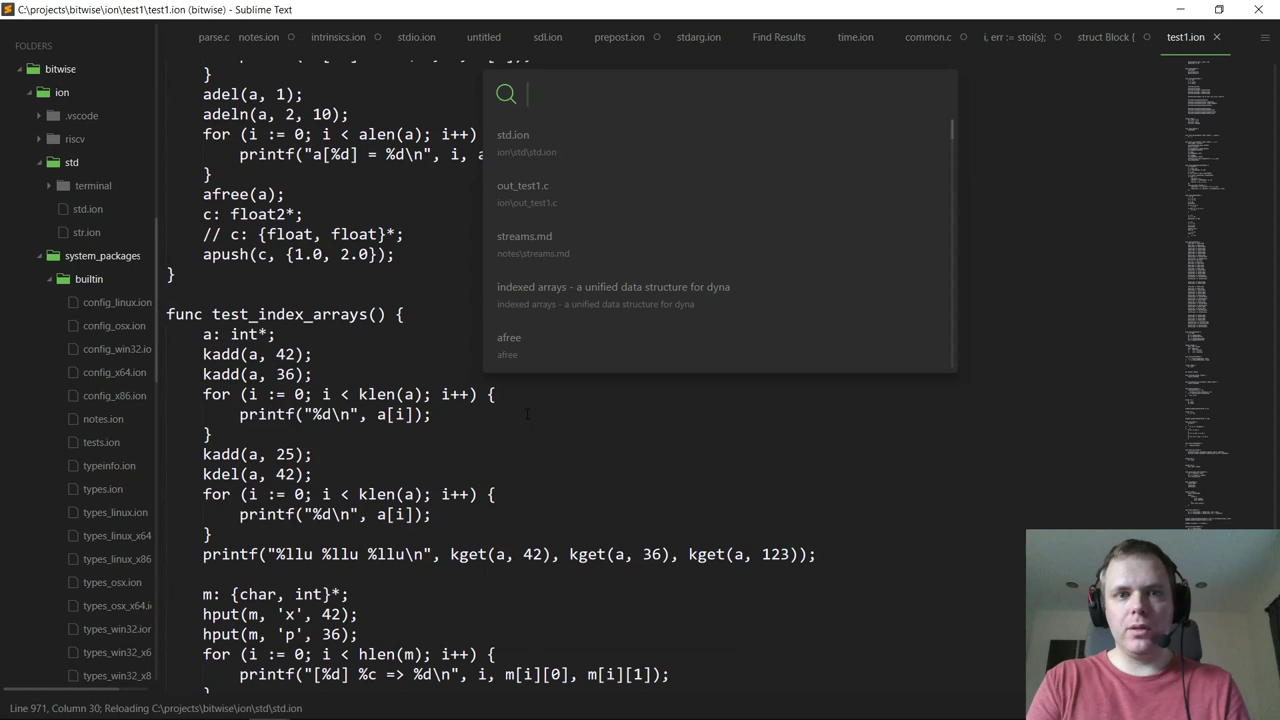 C:\projects\bitwise\ion\test1\test1.ion (bitwise) - Sublime Text
FOLDERS
bitwise
ion
.vscode
riscv
std
terminal
std.ion
str.ion
system_packages
builtin
config_linux.ion
config_osx.ion
config_win32.io
config_x64.ion
config_x86.ion
notes.ion
tests.ion
typeinfo.ion
types.ion
types_linux.ion
types_linux_x64
types_linux_x86
types_osx.ion
types_osx_x64.io
types_win32.ion
types_win32_x6
types_win32_x8
parse.c
notes.ion
intrinsics.ion
stdio.ion
untitled
sdl.ion
prepost.ion
stdarg.ion
Find Results
time.ion
common.c
i, err := stoi(s);
struct Block {
test1.ion
}
adel(a, 1);
adeln(a, 2, 10);
for (i := 0; i < alen(a); i++)
printf("a[%d] = %d\n", i, a
}
afree(a);
c: float2*;
// c: {float, float}*;
apush(c, {1.0, 2.0});
}
func test_index_arrays() {
a: int*;
kadd(a, 42);
kadd(a, 36);
for (i := 0; i < klen(a); i++) {
printf("%d\n", a[i]);
}
kadd(a, 25);
kdel(a, 42);
for (i := 0; i < klen(a); i++) {
printf("%d\n", a[i]);
}
printf("%llu %llu %llu\n", kget(a, 42), kget(a, 36), kget(a, 123));
m: {char, int}*;
hput(m, 'x', 42);
hput(m, 'p', 36);
for (i := 0; i < hlen(m); i++) {
printf("[%d] %c => %d\n", i, m[i][0], m[i][1]);
std.ion
ion\std\std.ion
out_test1.c
ion\out_test1.c
streams.md
notes\streams.md
indexed arrays - a unified data structure for dyna
indexed arrays - a unified data structure for dyna
afree
afree
Line 971, Column 30; Reloading C:\projects\bitwise\ion\std\std.ion